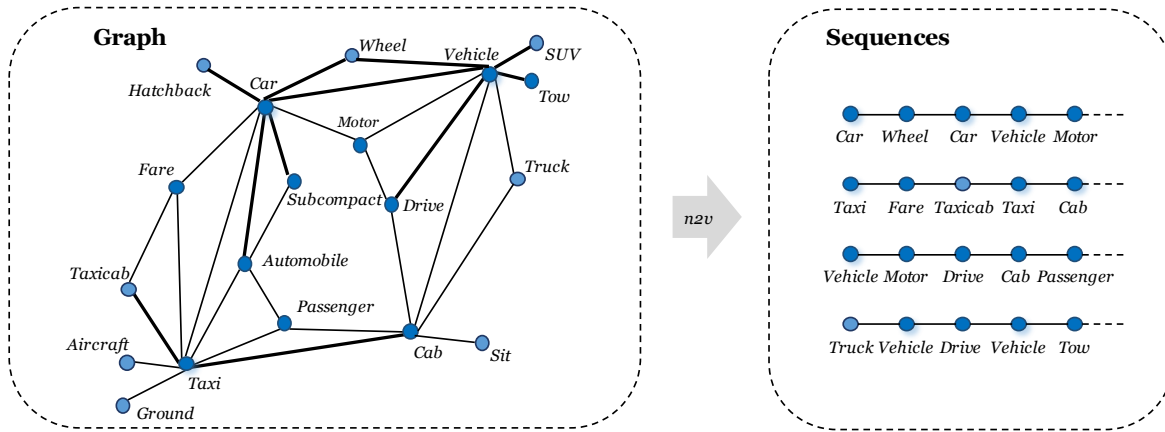 Graph
Wheel
Vehicle
SUV
Hatchback
Car
Tow
Motor
Fare
Subcompact
Drive
Truck
Automobile
Taxicab
Passenger
Aircraft
Taxi
Cab
Sit
Ground
n2v
Sequences
Car Wheel Car Vehicle Motor
Taxi Fare Taxicab Taxi Cab
Vehicle Motor Drive Cab Passenger
Truck Vehicle Drive Vehicle Tow